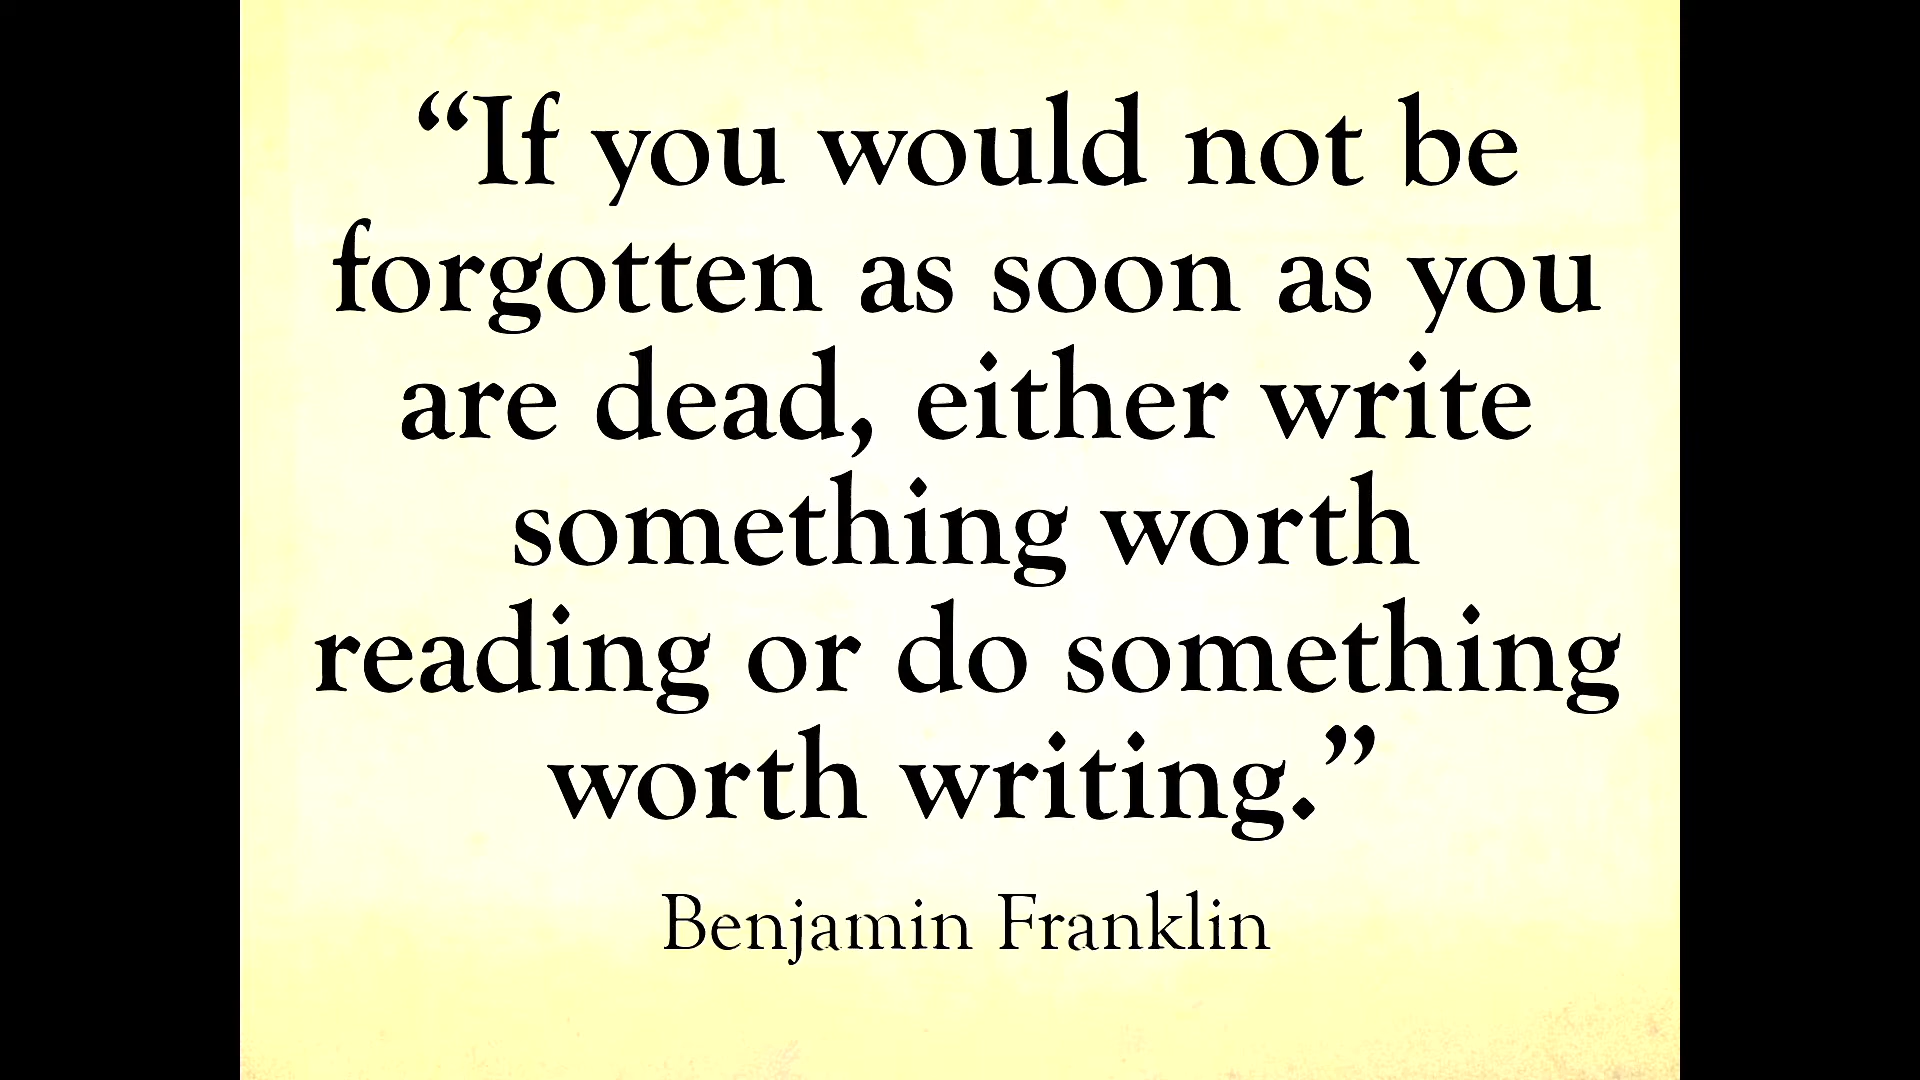 “If you would not be
forgotten as soon as you
are dead, either write
something worth
reading or do something
worth writing.”
Benjamin Franklin